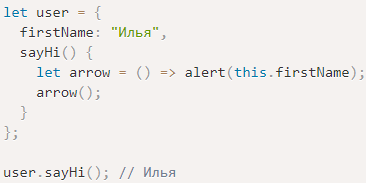 let user = {
  firstName: "Илья",
  sayHi() {
    let arrow = () => alert(this.firstName);
    arrow();
  }
};

user.sayHi(); // Илья